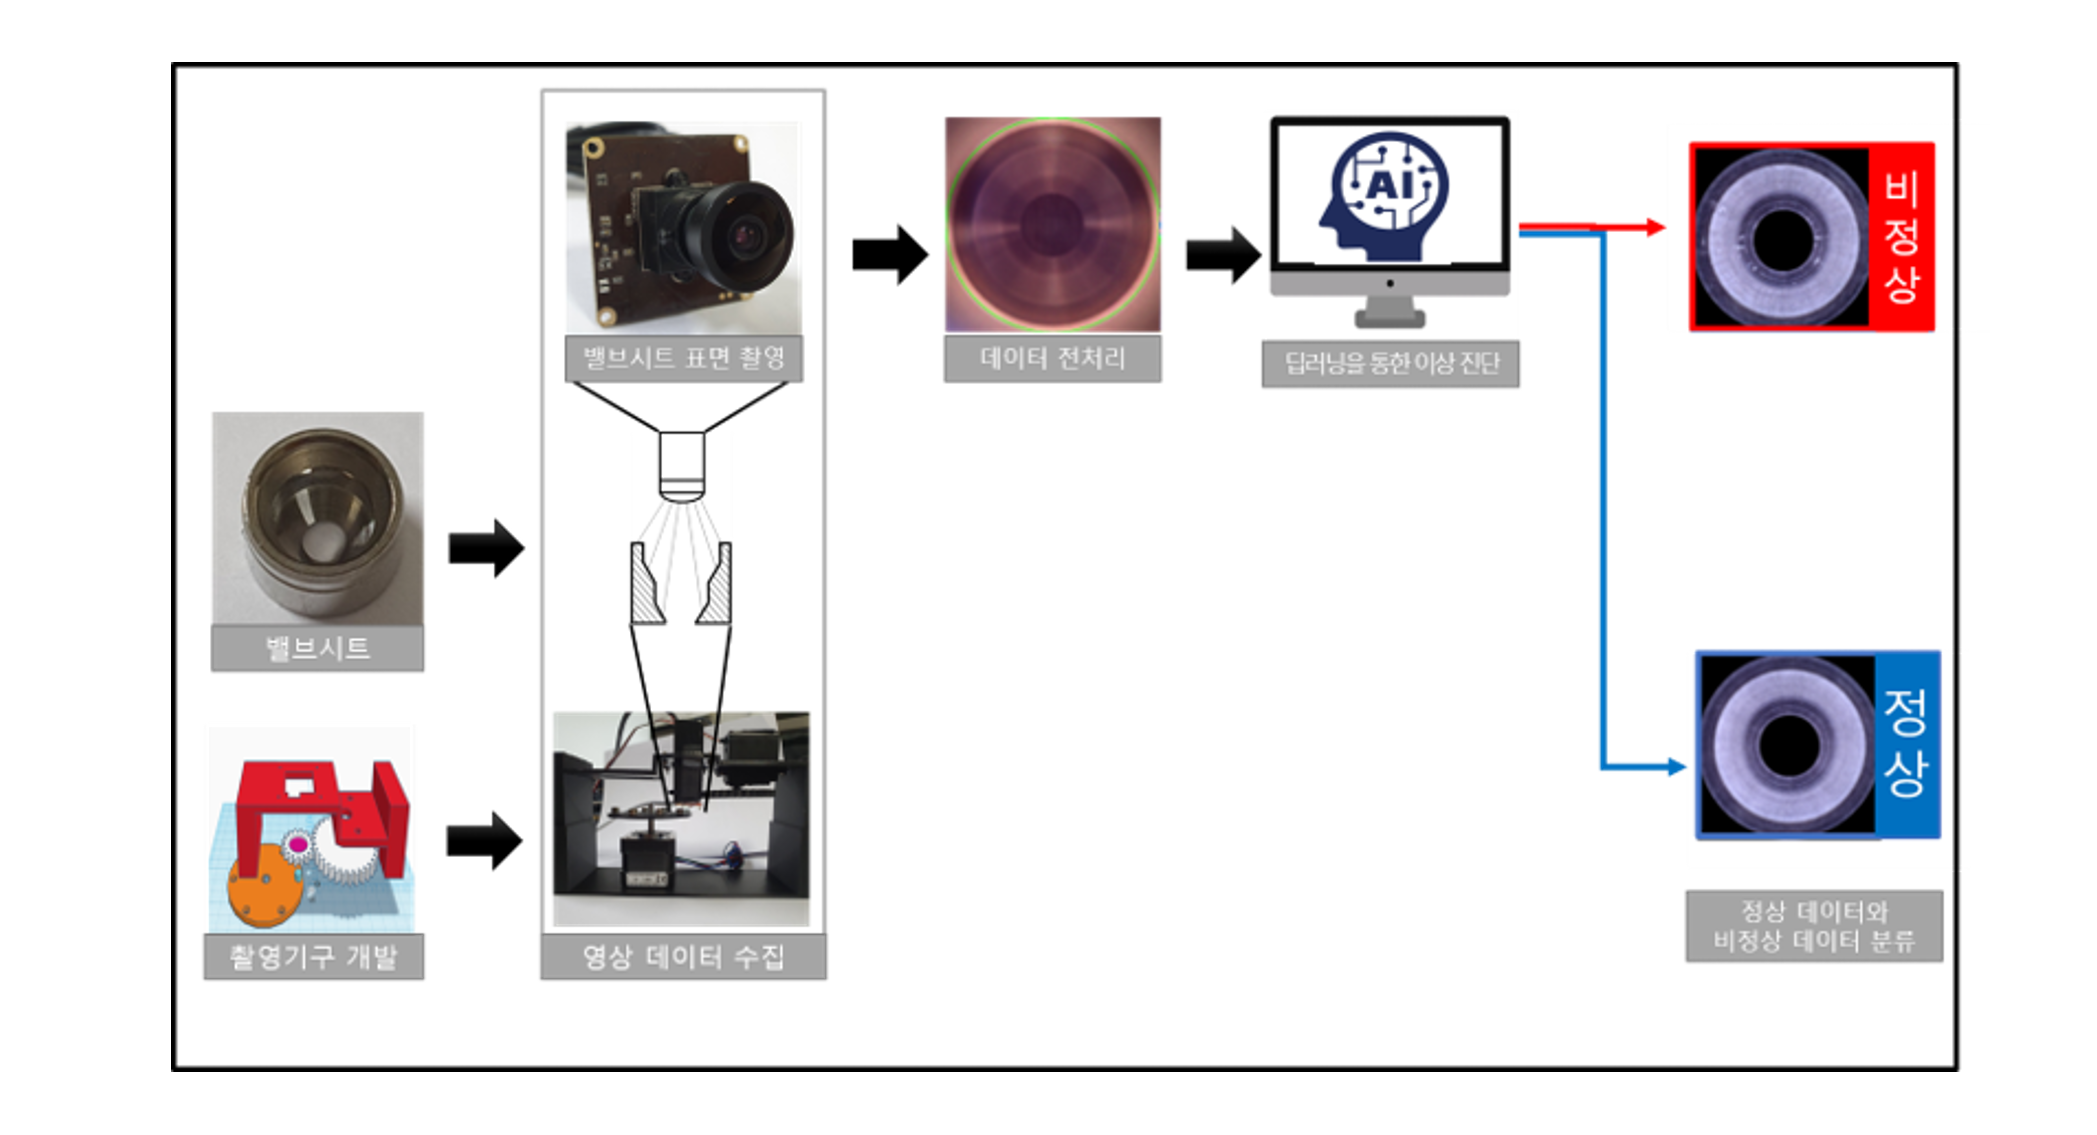 밸브시트 표면 촬영
데이터 전처리
AI
딥러닝을 통한 이상 진단
비정상
밸브시트
정상
촬영기구 개발
영상 데이터 수집
정상 데이터와
비정상 데이터 분류